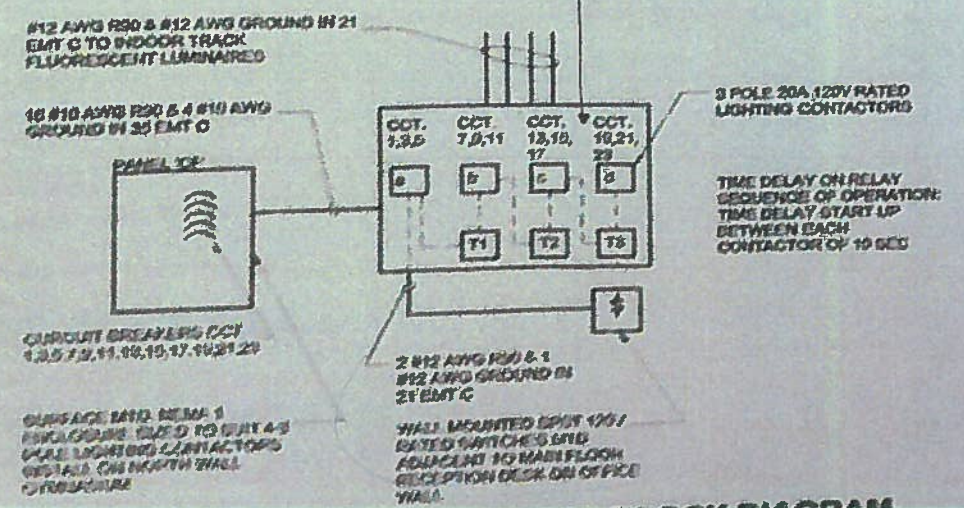 #12 AWG R90 & #12 AWG GROUND IN 21
EMT C TO INDOOR TRACK
FLUORESCENT LUMINAIRES
16 #10 AWG R90 & 4 #10 AWG
GROUND IN 35 EMT C
PANEL 'DP'
CCT. 1,3,5
CCT. 7,9,11
CCT. 13,15, 17
CCT. 19,21, 23
a
b
c
d
T1
T2
T3
3 POLE 20A,120V RATED
LIGHTING CONTACTORS
TIME DELAY ON RELAY
SEQUENCE OF OPERATION:
TIME DELAY START UP
BETWEEN EACH
CONTACTOR OF 10 SEC
$
CIRCUIT BREAKERS CCT
1,3,5,7,9,11,13,15,17,19,21,23
2 #12 AWG R90 & 1
#12 AWG GROUND IN
21 EMT C
SURFACE MTD. NEMA 1
ENCLOSURE SIZED TO SUIT 4-3
POLE LIGHTING CONTACTORS
INSTALL ON NORTH WALL
WALL MOUNTED SPST 120V
RATED SWITCHES MTD
ADJACENT TO MAIN FLOOR
RECEPTION DESK ON OFFICE
WALL
DIAGRAM